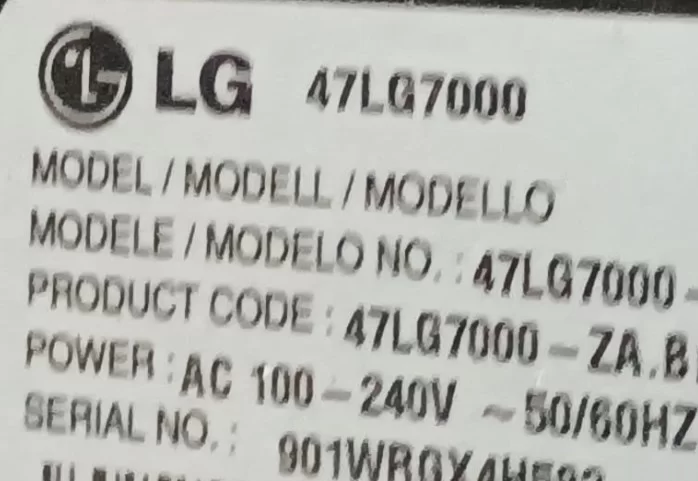 LG 47LG7000
MODEL / MODELL / MODELLO
MODELE / MODELO NO. : 47LG7000-
PRODUCT CODE : 47LG7000-ZA.B
POWER : AC 100-240V ~50/60HZ
SERIAL NO. :